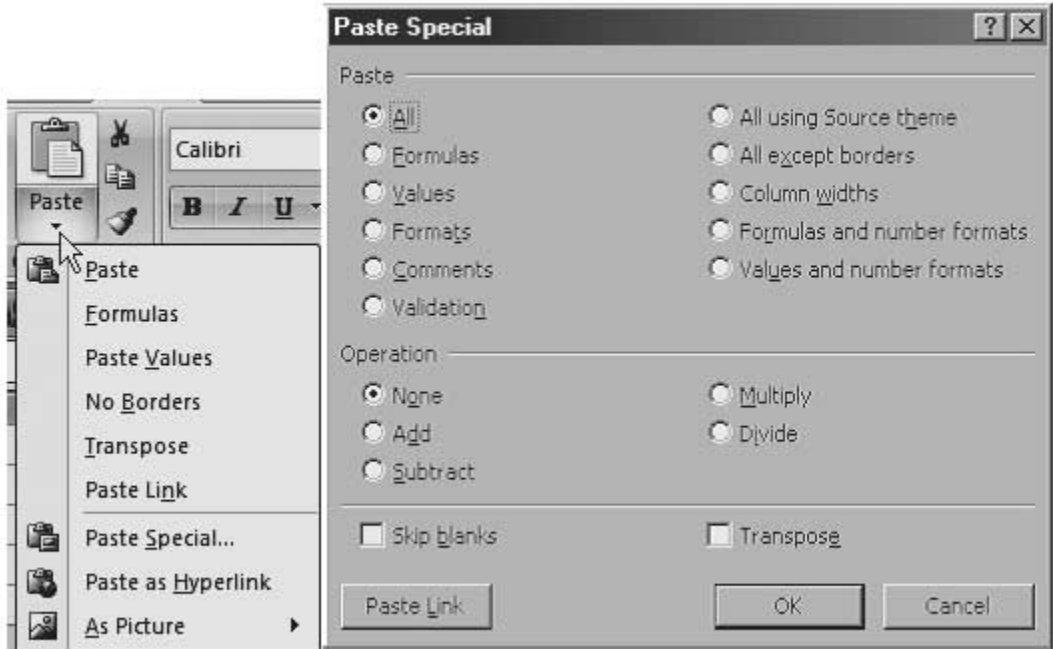 Paste
Calibri
B I U
Paste
Formulas
Paste Values
No Borders
Transpose
Paste Link
Paste Special...
Paste as Hyperlink
As Picture
Paste Special
Paste
All
All using Source theme
Formulas
All except borders
Values
Column widths
Formats
Formulas and number formats
Comments
Values and number formats
Validation
Operation
None
Multiply
Add
Divide
Subtract
Skip blanks
Transpose
Paste Link
OK
Cancel